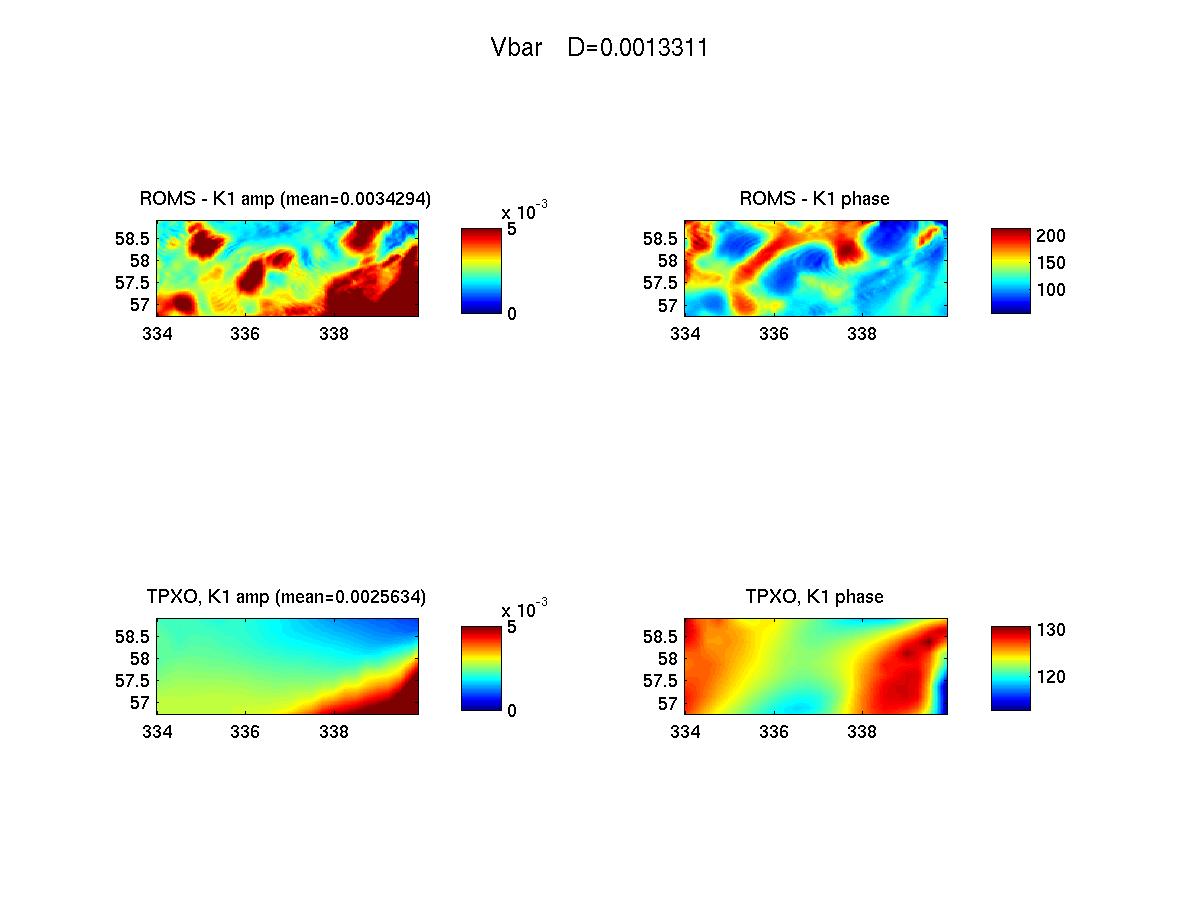 Vbar D=0.0013311
ROMS - K1 amp (mean=0.0034294)
x 10^-3
58.5
58
57.5
57
334 336 338
5
0
ROMS - K1 phase
58.5
58
57.5
57
334 336 338
200
150
100
TPXO, K1 amp (mean=0.0025634)
x 10^-3
58.5
58
57.5
57
334 336 338
5
0
TPXO, K1 phase
58.5
58
57.5
57
334 336 338
130
120